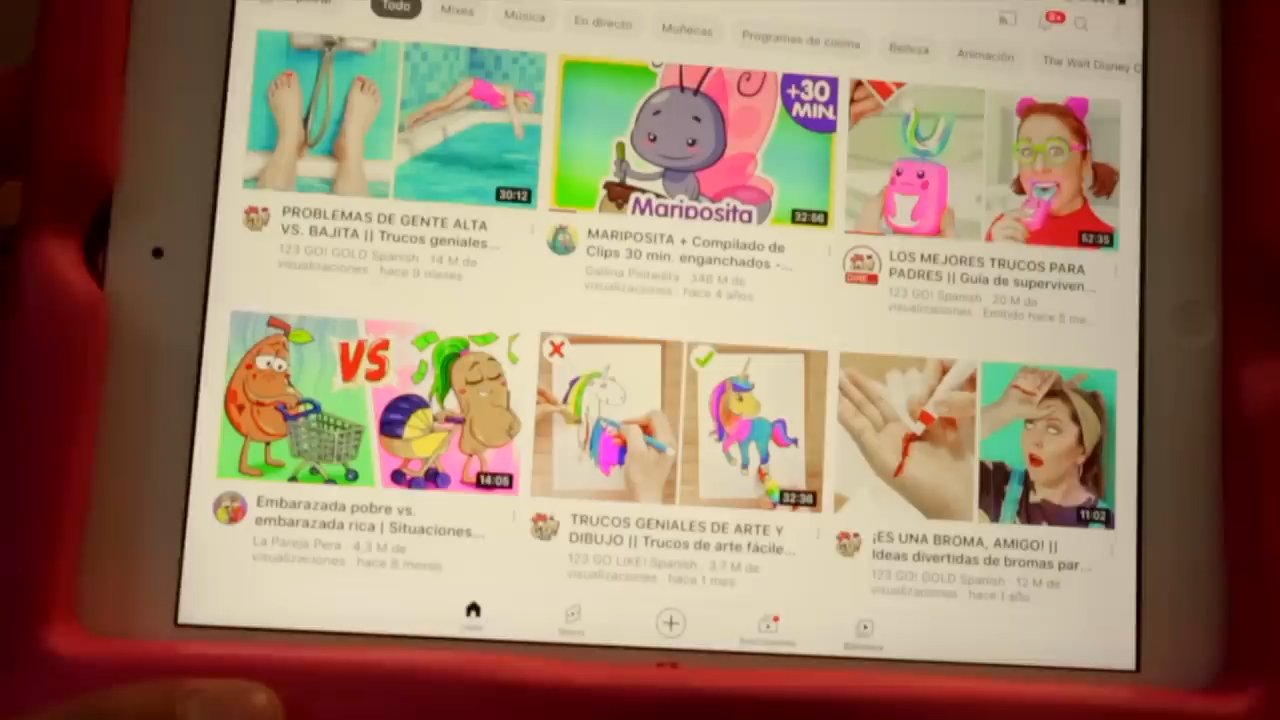 Todo
Mixes
Música
En directo
Muñecas
Programas de cocina
Belleza
Animación
The Walt Disney C
9+
30:12
+30
MIN.
Mariposita
32:56
52:35
PROBLEMAS DE GENTE ALTA
VS. BAJITA || Trucos geniales...
123 GO! GOLD Spanish · 14 M de
visualizaciones · hace 9 meses
MARIPOSITA + Compilado de
Clips 30 min. enganchados -...
Gallina Pintadita · 348 M de
visualizaciones · hace 4 años
LOS MEJORES TRUCOS PARA
PADRES || Guía de superviven...
123 GO! Spanish · 20 M de
visualizaciones · Emitido hace 5 me...
VS
14:05
32:36
11:02
Embarazada pobre vs.
embarazada rica | Situaciones...
La Pareja Pera · 4,3 M de
visualizaciones · hace 8 meses
TRUCOS GENIALES DE ARTE Y
DIBUJO || Trucos de arte fácile...
123 GO LIKE! Spanish · 3,7 M de
visualizaciones · hace 1 mes
¡ES UNA BROMA, AMIGO! ||
Ideas divertidas de bromas par...
123 GO! GOLD Spanish · 12 M de
visualizaciones · hace 1 año